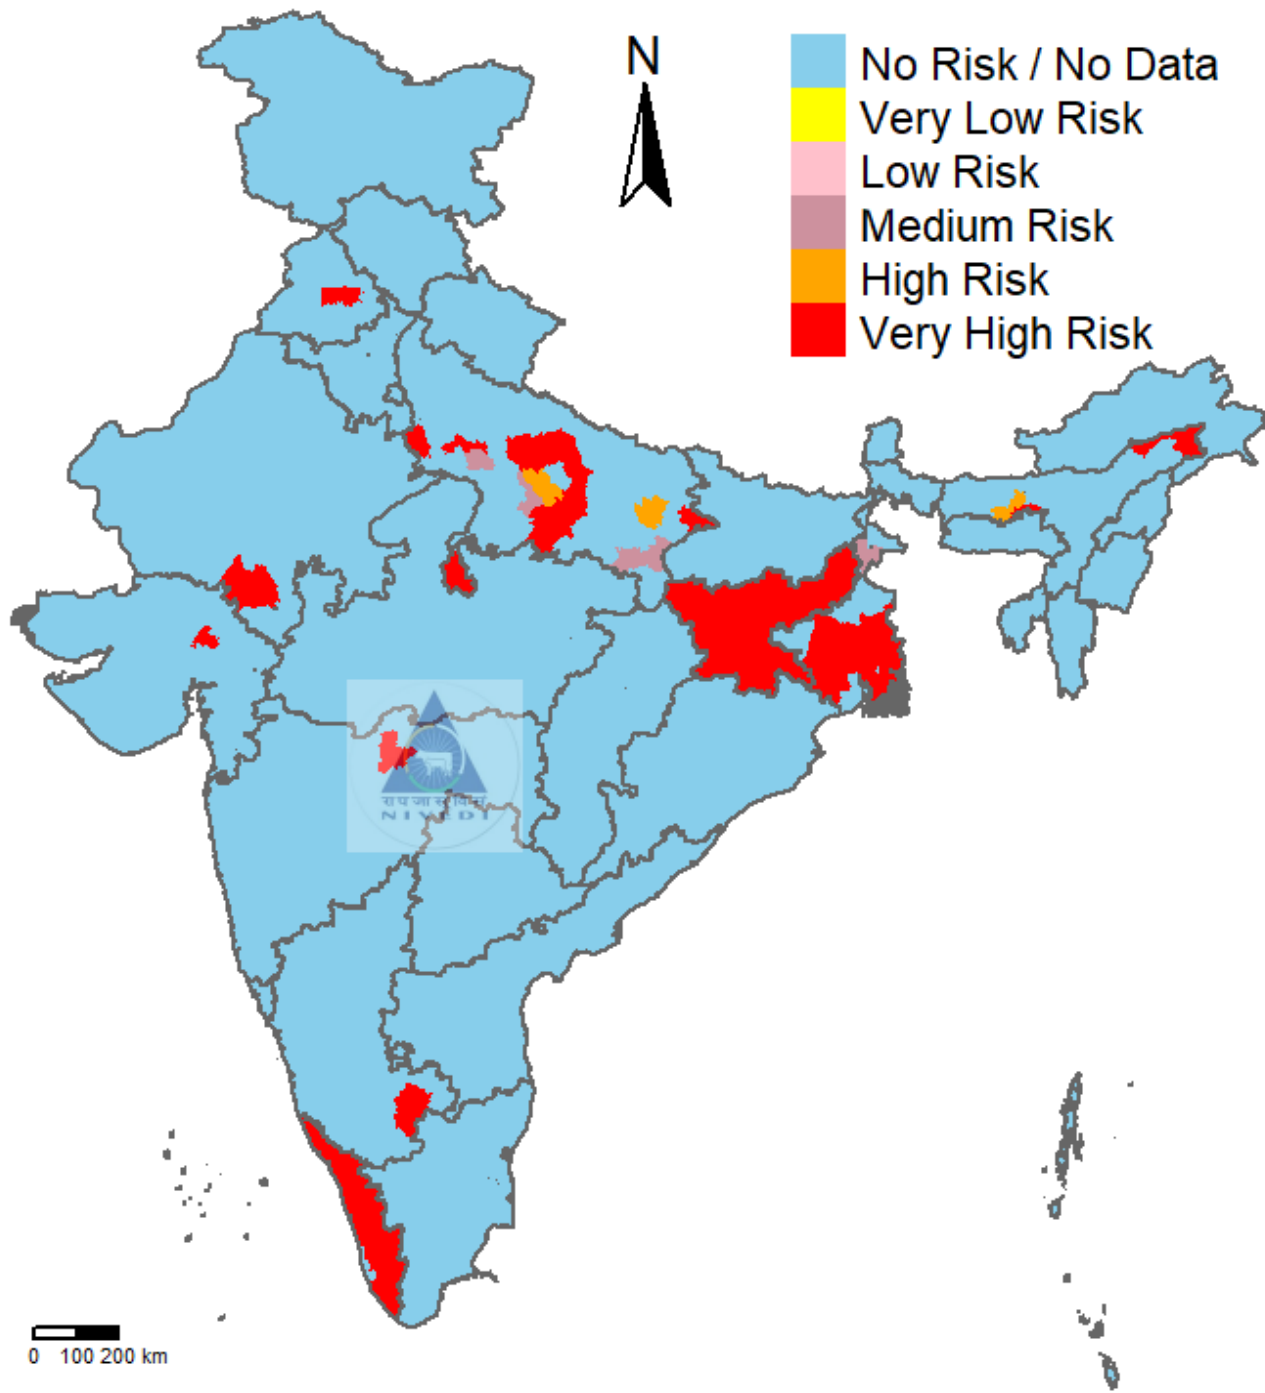 N
No Risk / No Data
Very Low Risk
Low Risk
Medium Risk
High Risk
Very High Risk
NIVEDI
0 100 200 km